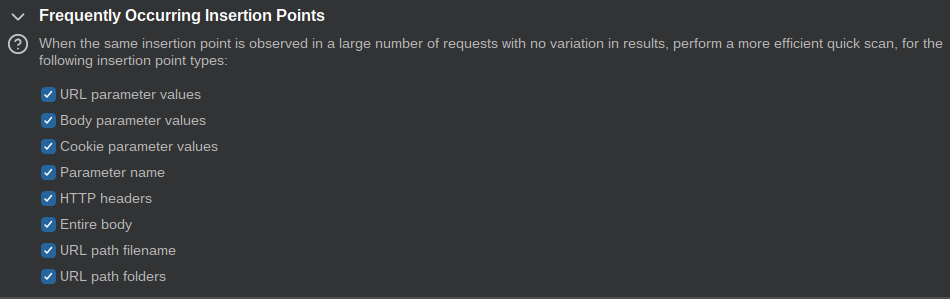 Frequently Occurring Insertion Points
When the same insertion point is observed in a large number of requests with no variation in results, perform a more efficient quick scan, for the
following insertion point types:
URL parameter values
Body parameter values
Cookie parameter values
Parameter name
HTTP headers
Entire body
URL path filename
URL path folders